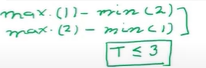 max.(1) - min(2)
max.(2) - min(1)
T ≤ 3